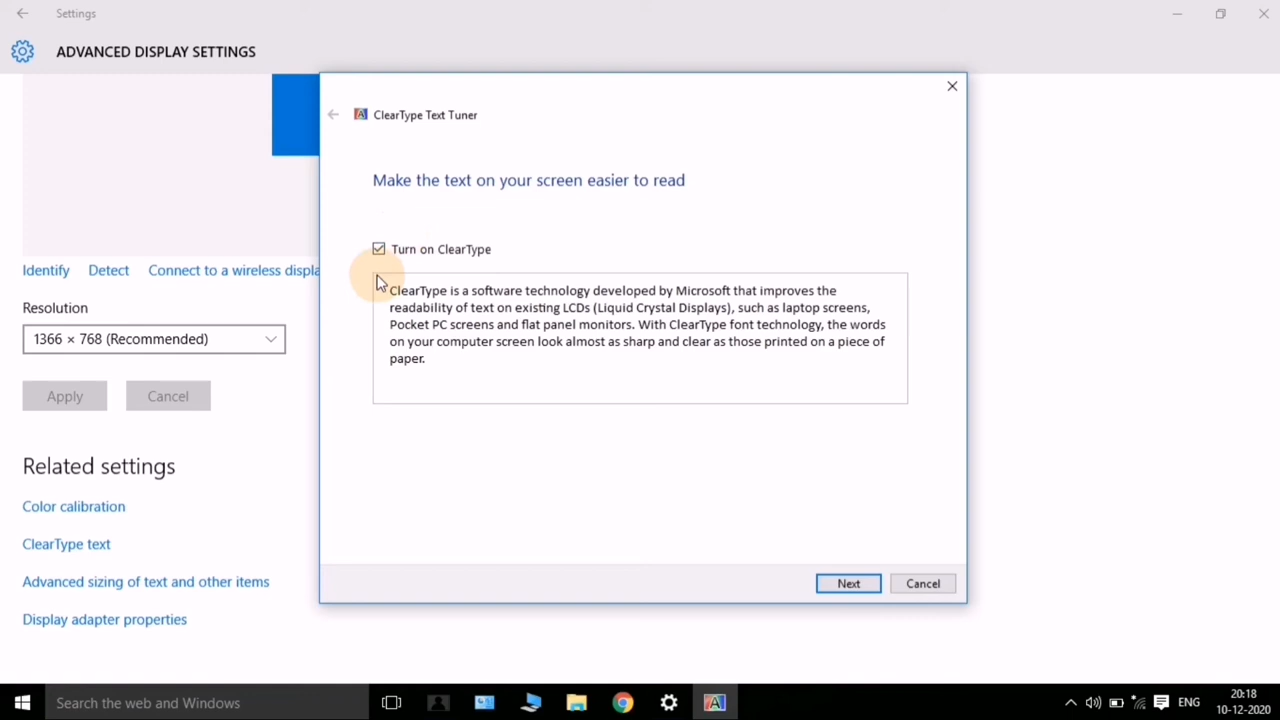 Settings
ADVANCED DISPLAY SETTINGS
ClearType Text Tuner
Make the text on your screen easier to read
Turn on ClearType
ClearType is a software technology developed by Microsoft that improves the
readability of text on existing LCDs (Liquid Crystal Displays), such as laptop screens,
Pocket PC screens and flat panel monitors. With ClearType font technology, the words
on your computer screen look almost as sharp and clear as those printed on a piece of
paper.
Identify Detect Connect to a wireless displa
Resolution
1366 × 768 (Recommended)
Apply Cancel
Related settings
Color calibration
ClearType text
Advanced sizing of text and other items
Display adapter properties
Next Cancel
Search the web and Windows
ENG
20:18
10-12-2020